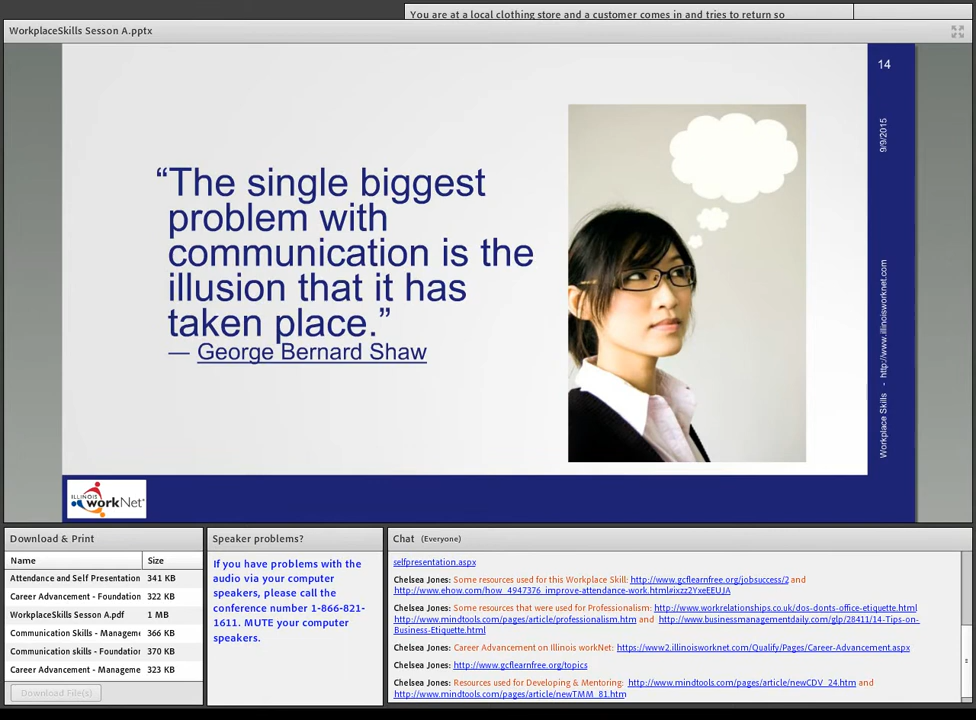 You are at a local clothing store and a customer comes in and tries to return so
WorkplaceSkills Sesson A.pptx
14
9/9/2015
Workplace Skills - http://www.illinoisworknet.com
“The single biggest
problem with
communication is the
illusion that it has
taken place.”
— George Bernard Shaw
ILLINOIS
workNet®
Download & Print
Name Size
Attendance and Self Presentation 341 KB
Career Advancement - Foundation 322 KB
WorkplaceSkills Sesson A.pdf 1 MB
Communication Skills - Manageme 366 KB
Communication skills - Foundation 370 KB
Career Advancement - Manageme 323 KB
Download File(s)
Speaker problems?
If you have problems with the
audio via your computer
speakers, please call the
conference number 1-866-821-
1611. MUTE your computer
speakers.
Chat (Everyone)
selfpresentation.aspx
Chelsea Jones: Some resources used for this Workplace Skill: http://www.gcflearnfree.org/jobsuccess/2 and
http://www.ehow.com/how_4947376_improve-attendance-work.html#ixzz2YxeEEUJA
Chelsea Jones: Some resources that were used for Professionalism: http://www.workrelationships.co.uk/dos-donts-office-etiquette.html
http://www.mindtools.com/pages/article/professionalism.htm and http://www.businessmanagementdaily.com/glp/28411/14-Tips-on-
Business-Etiquette.html
Chelsea Jones: Career Advancement on Illinois workNet: https://www2.illinoisworknet.com/Qualify/Pages/Career-Advancement.aspx
Chelsea Jones: http://www.gcflearnfree.org/topics
Chelsea Jones: Resources used for Developing & Mentoring: http://www.mindtools.com/pages/article/newCDV_24.htm and
http://www.mindtools.com/pages/article/newTMM_81.htm